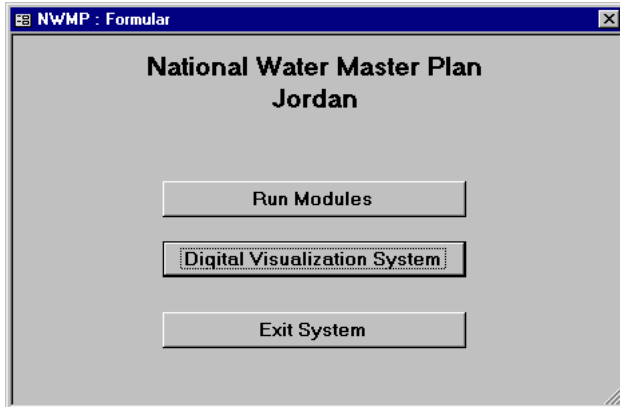 NWMP : Formular
National Water Master Plan
Jordan
Run Modules
Digital Visualization System
Exit System